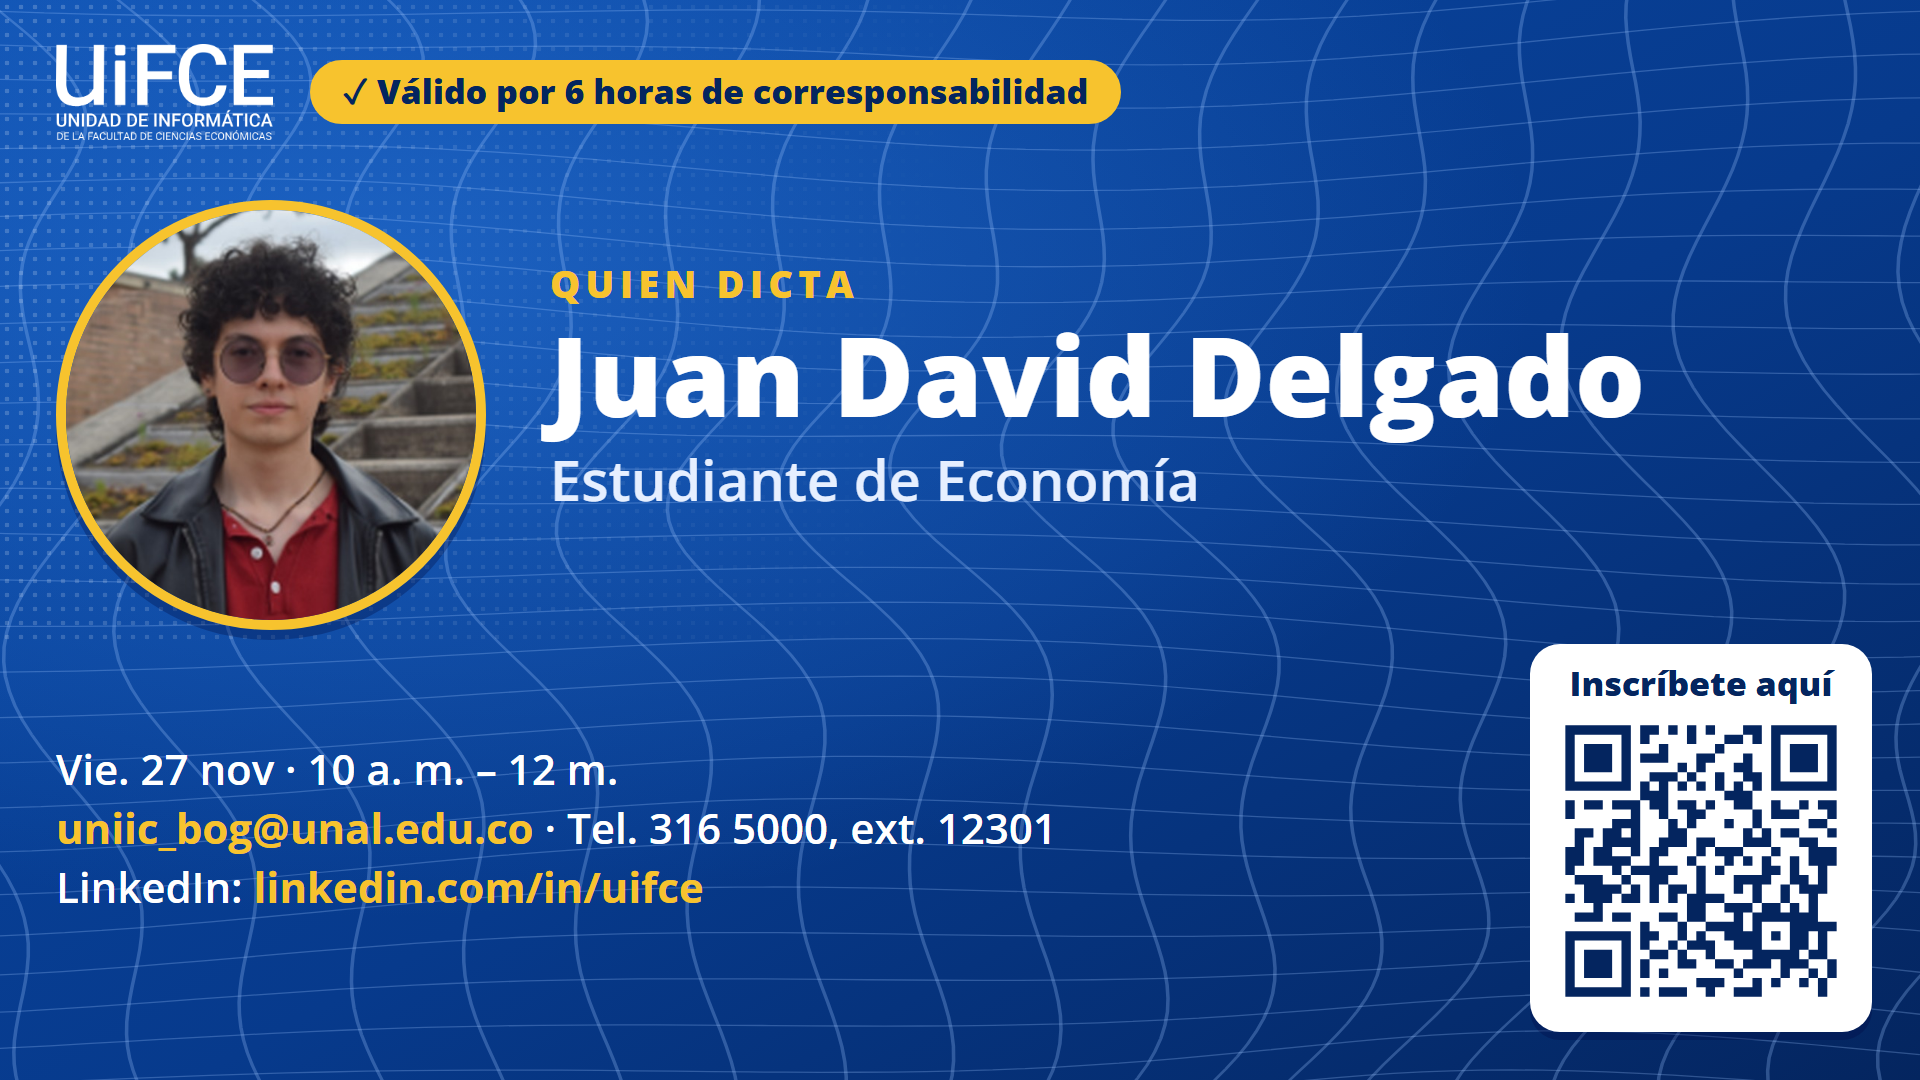 UiFCE
UNIDAD DE INFORMÁTICA
DE LA FACULTAD DE CIENCIAS ECONÓMICAS
✓ Válido por 6 horas de corresponsabilidad
QUIEN DICTA
Juan David Delgado
Estudiante de Economía
Vie. 27 nov · 10 a. m. – 12 m.
uniic_bog@unal.edu.co · Tel. 316 5000, ext. 12301
LinkedIn: linkedin.com/in/uifce
Inscríbete aquí